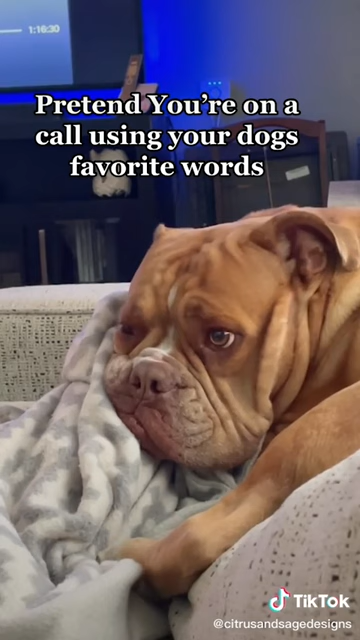 1:16:30
Pretend You're on a
call using your dogs
favorite words
TikTok
@citrusandsagedesigns